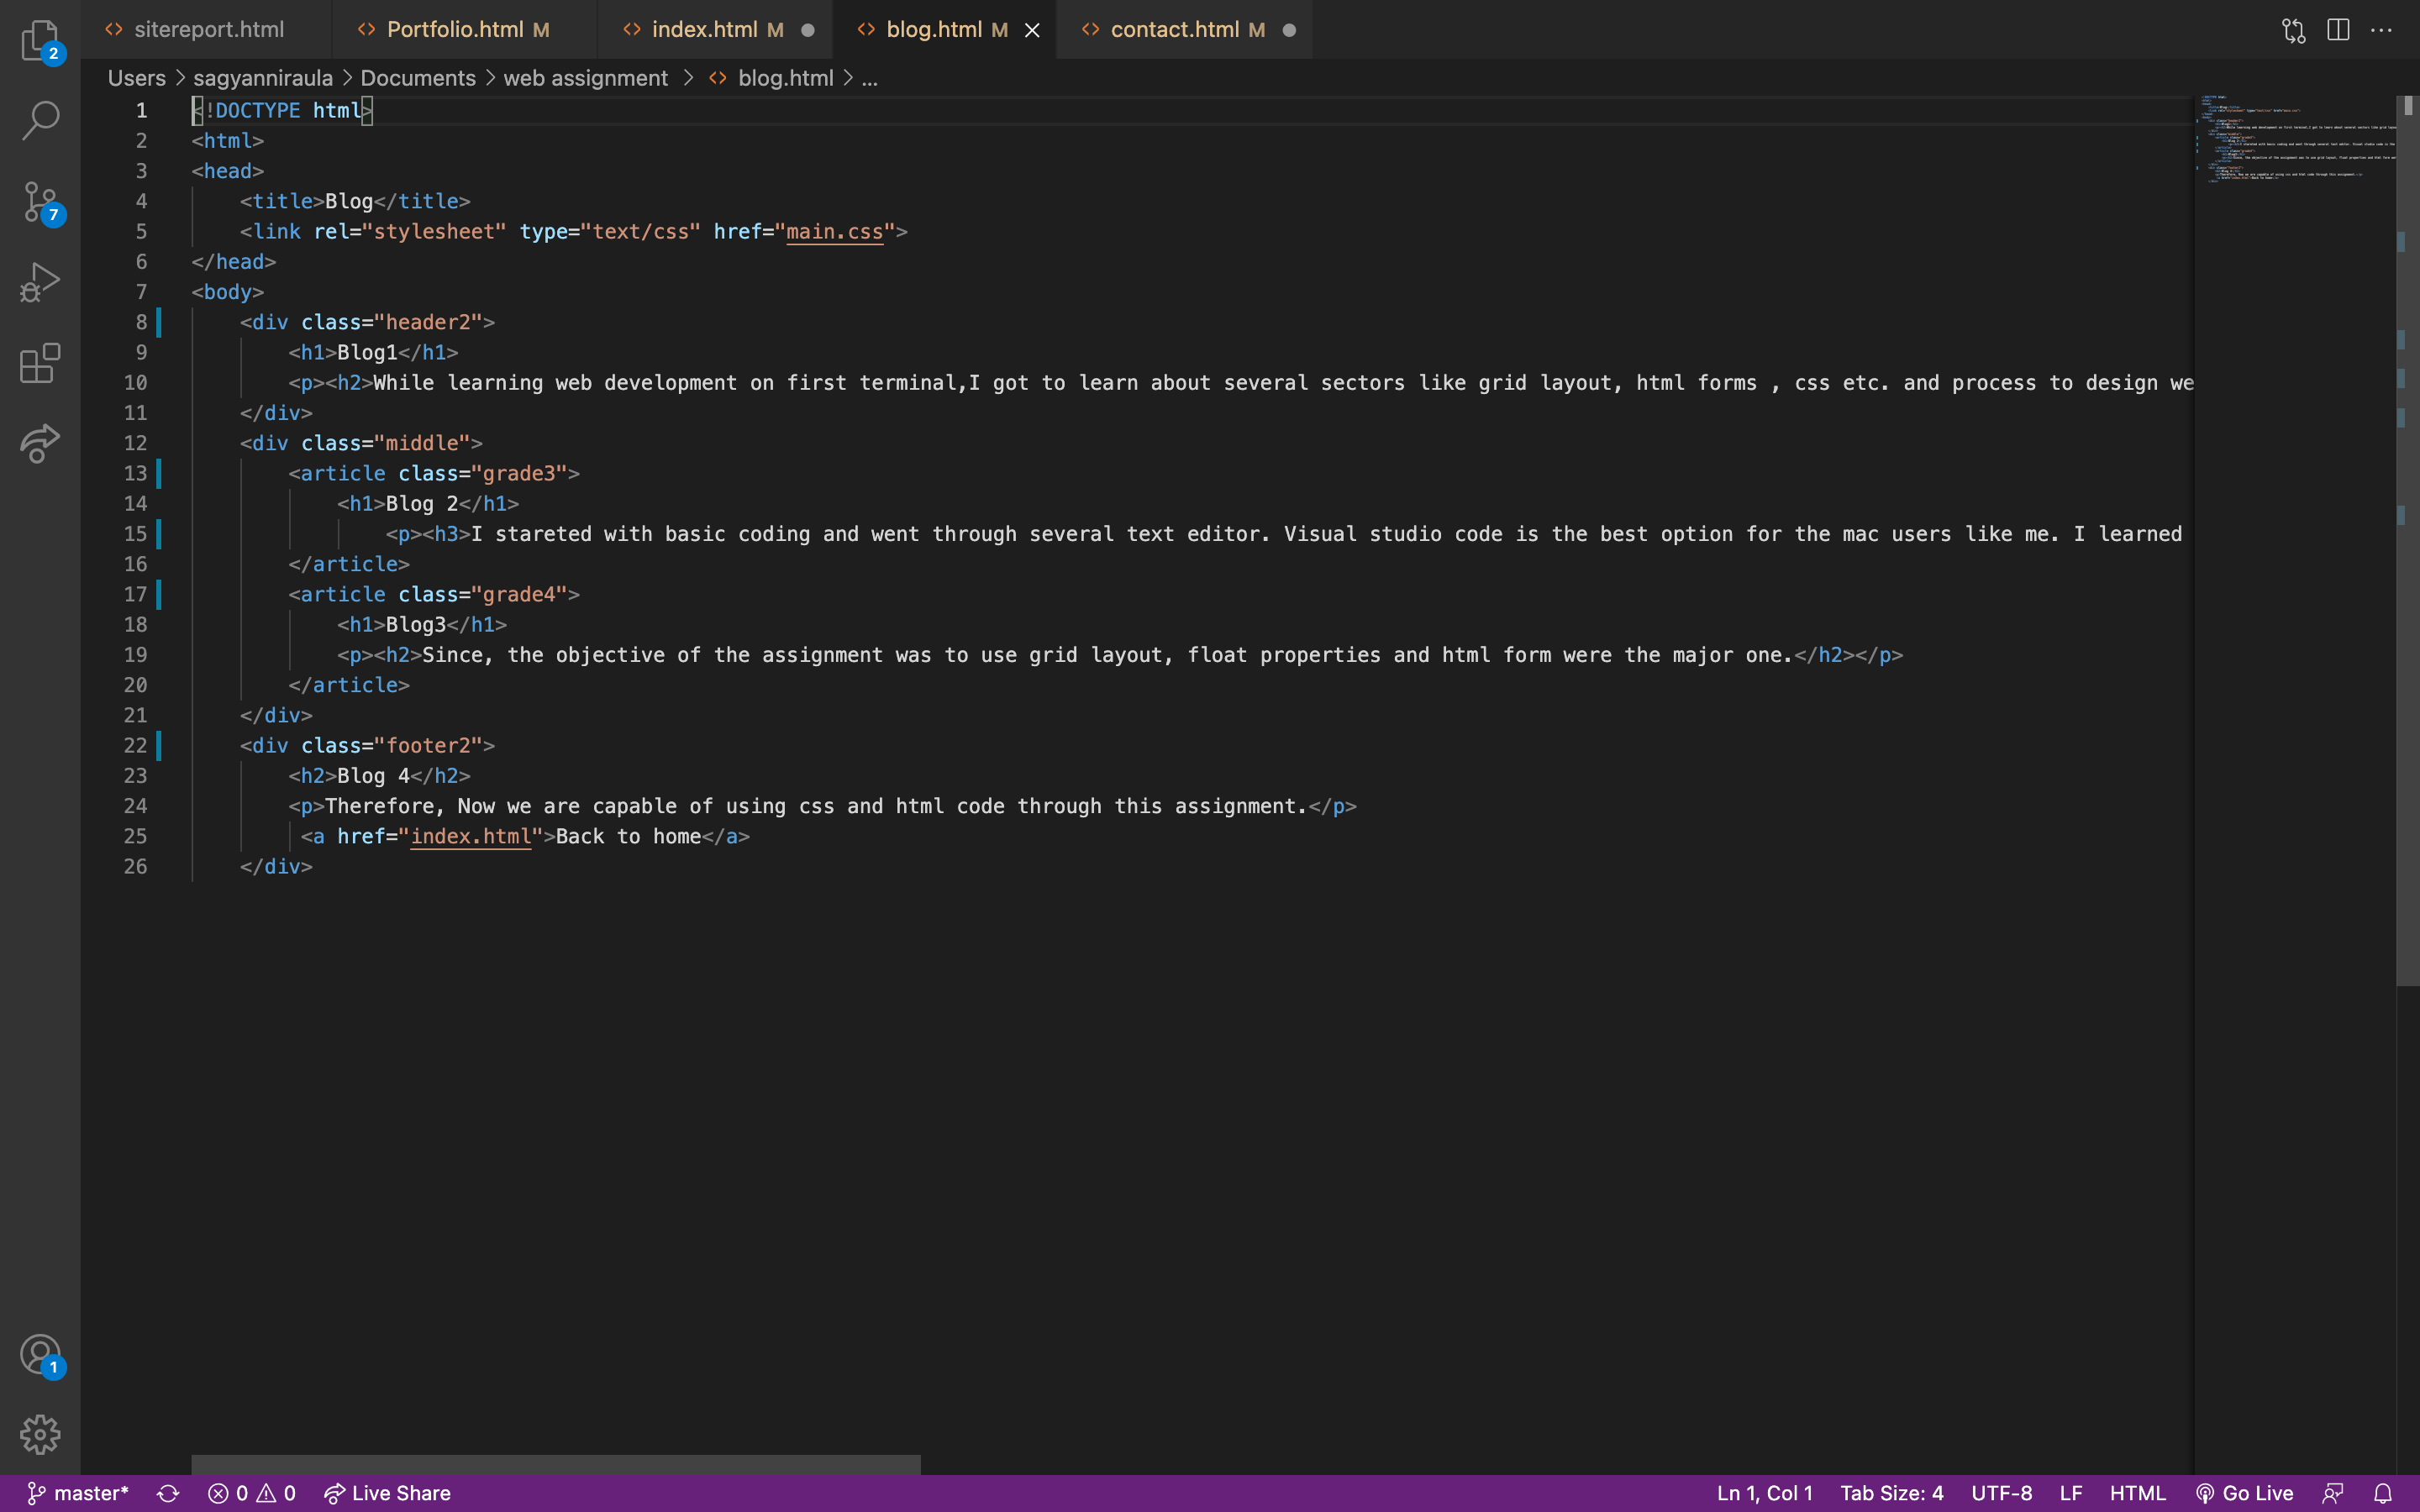 sitereport.html Portfolio.html M index.html M blog.html M contact.html M
Users > sagyanniraula > Documents > web assignment > blog.html > ...
2
7
1
1 <!DOCTYPE html>
2 <html>
3 <head>
4 <title>Blog</title>
5 <link rel="stylesheet" type="text/css" href="main.css">
6 </head>
7 <body>
8 <div class="header2">
9 <h1>Blog1</h1>
10 <p><h2>While learning web development on first terminal,I got to learn about several sectors like grid layout, html forms , css etc. and process to design we
11 </div>
12 <div class="middle">
13 <article class="grade3">
14 <h1>Blog 2</h1>
15 <p><h3>I stareted with basic coding and went through several text editor. Visual studio code is the best option for the mac users like me. I learned
16 </article>
17 <article class="grade4">
18 <h1>Blog3</h1>
19 <p><h2>Since, the objective of the assignment was to use grid layout, float properties and html form were the major one.</h2></p>
20 </article>
21 </div>
22 <div class="footer2">
23 <h2>Blog 4</h2>
24 <p>Therefore, Now we are capable of using css and html code through this assignment.</p>
25 <a href="index.html">Back to home</a>
26 </div>
master* 0 0 Live Share Ln 1, Col 1 Tab Size: 4 UTF-8 LF HTML Go Live